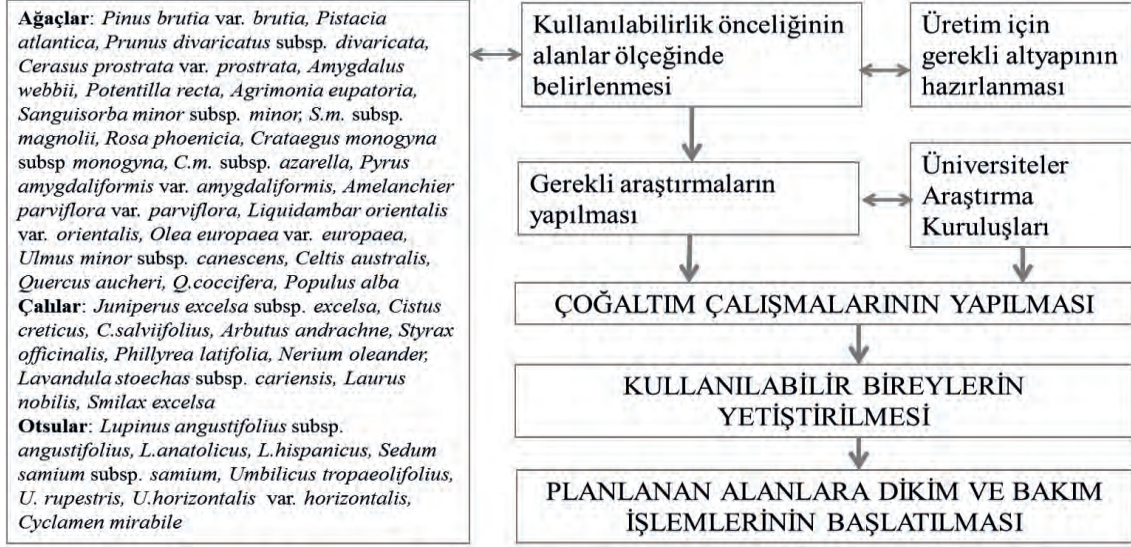 Ağaçlar: Pinus brutia var. brutia, Pistacia
atlantica, Prunus divaricatus subsp. divaricata,
Cerasus prostrata var. prostrata, Amygdalus
webbii, Potentilla recta, Agrimonia eupatoria,
Sanguisorba minor subsp. minor, S.m. subsp.
magnolii, Rosa phoenicia, Crataegus monogyna
subsp monogyna, C.m. subsp. azarella, Pyrus
amygdaliformis var. amygdaliformis, Amelanchier
parviflora var. parviflora, Liquidambar orientalis
var. orientalis, Olea europaea var. europaea,
Ulmus minor subsp. canescens, Celtis australis,
Quercus aucheri, Q.coccifera, Populus alba
Çalılar: Juniperus excelsa subsp. excelsa, Cistus
creticus, C.salviifolius, Arbutus andrachne, Styrax
officinalis, Phillyrea latifolia, Nerium oleander,
Lavandula stoechas subsp. cariensis, Laurus
nobilis, Smilax excelsa
Otsular: Lupinus angustifolius subsp.
angustifolius, L.anatolicus, L.hispanicus, Sedum
samium subsp. samium, Umbilicus tropaeolifolius,
U. rupestris, U.horizontalis var. horizontalis,
Cyclamen mirabile
Kullanılabilirlik önceliğinin
alanlar ölçeğinde
belirlenmesi
Üretim için
gerekli altyapının
hazırlanması
Gerekli araştırmaların
yapılması
Üniversiteler
Araştırma
Kuruluşları
ÇOĞALTIM ÇALIŞMALARININ YAPILMASI
KULLANILABİLİR BİREYLERİN
YETİŞTİRİLMESİ
PLANLANAN ALANLARA DİKİM VE BAKIM
İŞLEMLERİNİN BAŞLATILMASI